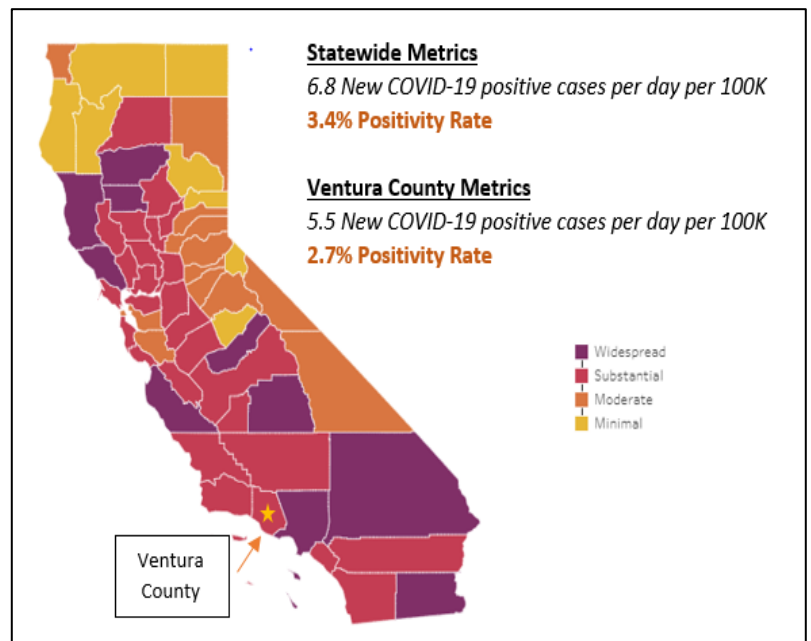 Statewide Metrics
6.8 New COVID-19 positive cases per day per 100K
3.4% Positivity Rate
Ventura County Metrics
5.5 New COVID-19 positive cases per day per 100K
2.7% Positivity Rate
Widespread
Substantial
Moderate
Minimal
Ventura
County